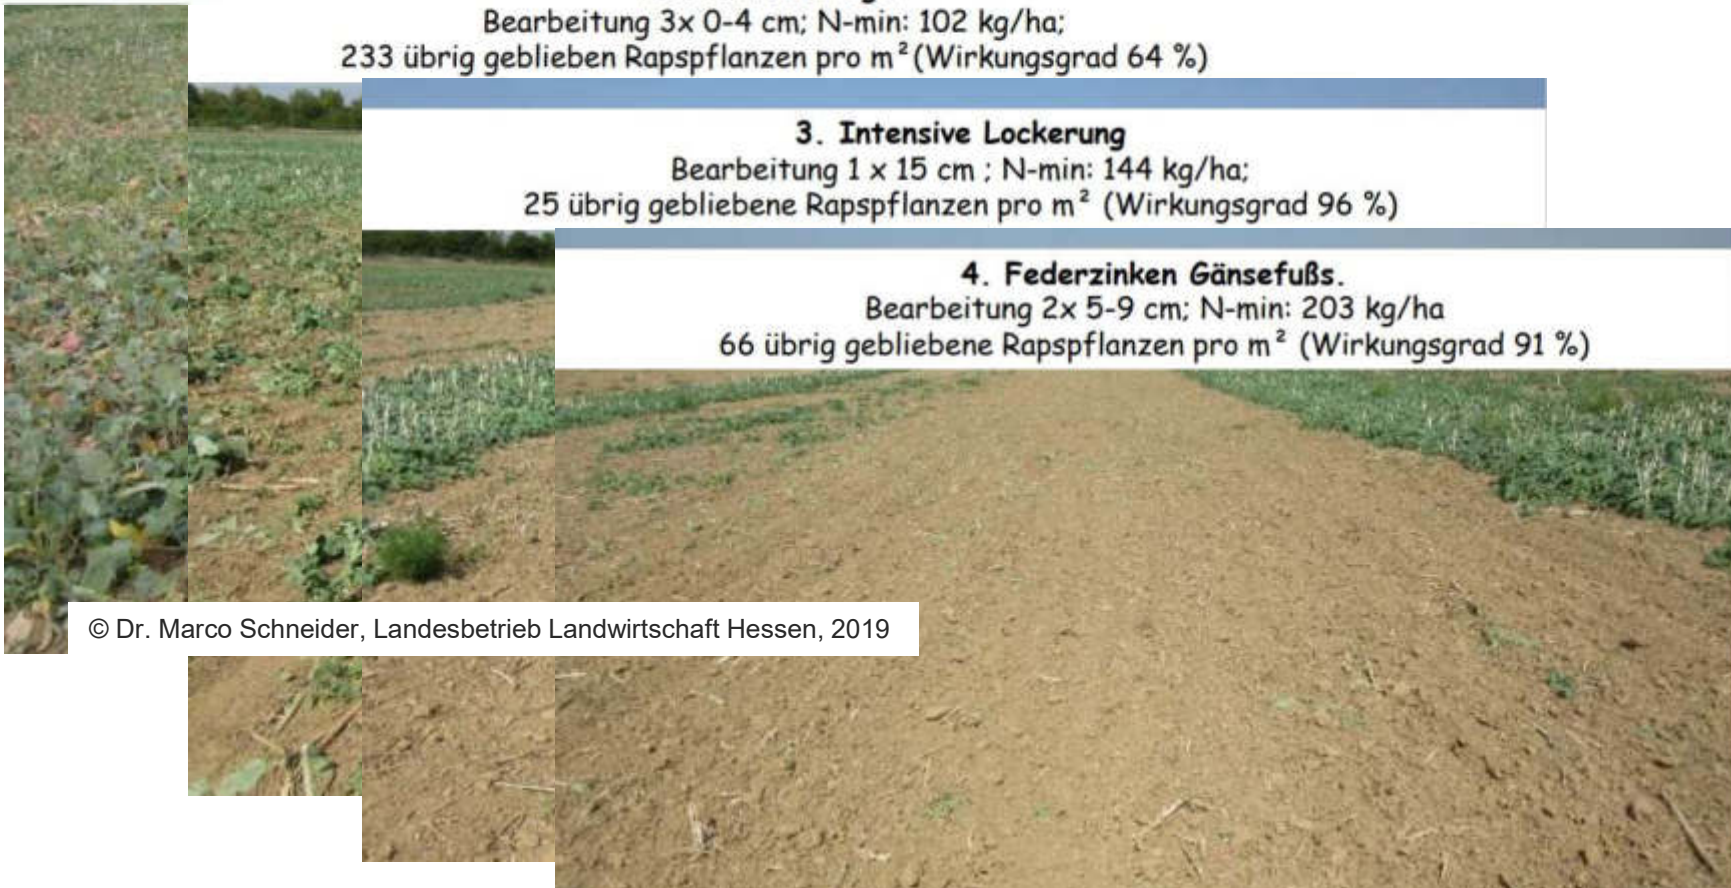 Bearbeitung 3x 0-4 cm; N-min: 102 kg/ha;
233 übrig geblieben Rapspflanzen pro m² (Wirkungsgrad 64 %)
3. Intensive Lockerung
Bearbeitung 1 x 15 cm ; N-min: 144 kg/ha;
25 übrig gebliebene Rapspflanzen pro m² (Wirkungsgrad 96 %)
4. Federzinken Gänsefußs.
Bearbeitung 2x 5-9 cm; N-min: 203 kg/ha
66 übrig gebliebene Rapspflanzen pro m² (Wirkungsgrad 91 %)
© Dr. Marco Schneider, Landesbetrieb Landwirtschaft Hessen, 2019